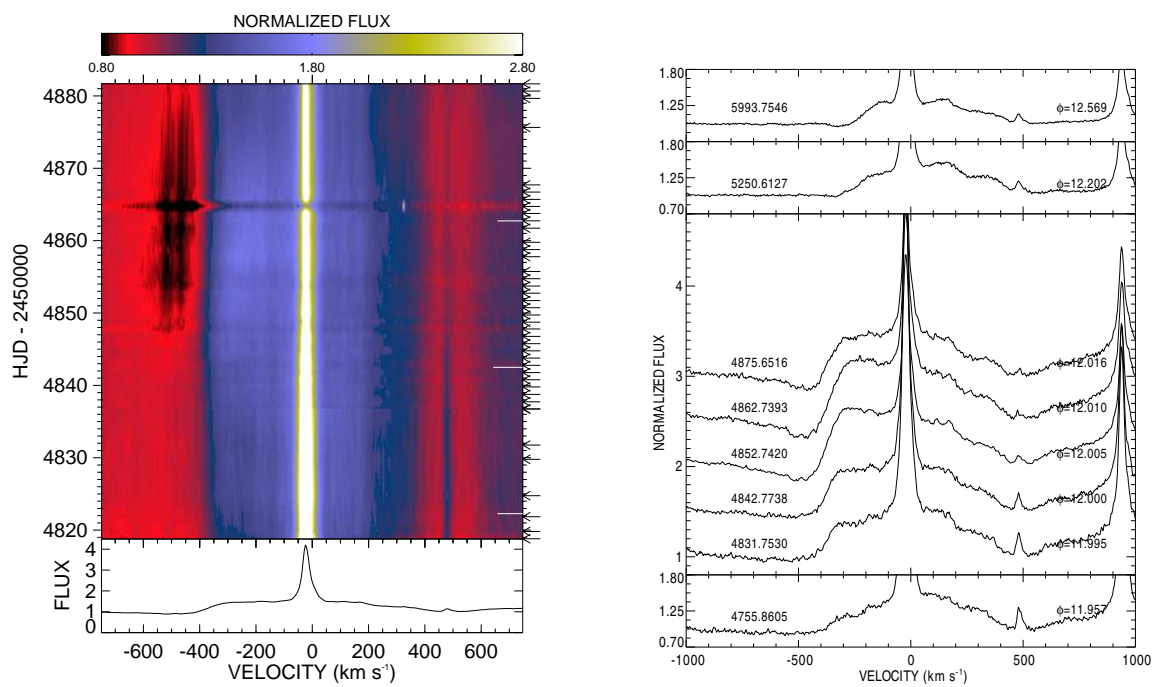 NORMALIZED FLUX
0.80 1.80 2.80
HJD - 2450000
4880
4870
4860
4850
4840
4830
4820
FLUX
4
3
2
1
0
-600 -400 -200 0 200 400 600
VELOCITY (km s-1)
1.80
1.25
5993.7546 ϕ=12.569
1.80
1.25
0.70
5250.6127 ϕ=12.202
NORMALIZED FLUX
4
3
2
1
4875.6516 ϕ=12.016
4862.7393 ϕ=12.010
4852.7420 ϕ=12.005
4842.7738 ϕ=12.000
4831.7530 ϕ=11.995
1.80
1.25
0.70
4755.8605 ϕ=11.957
-1000 -500 0 500 1000
VELOCITY (km s-1)